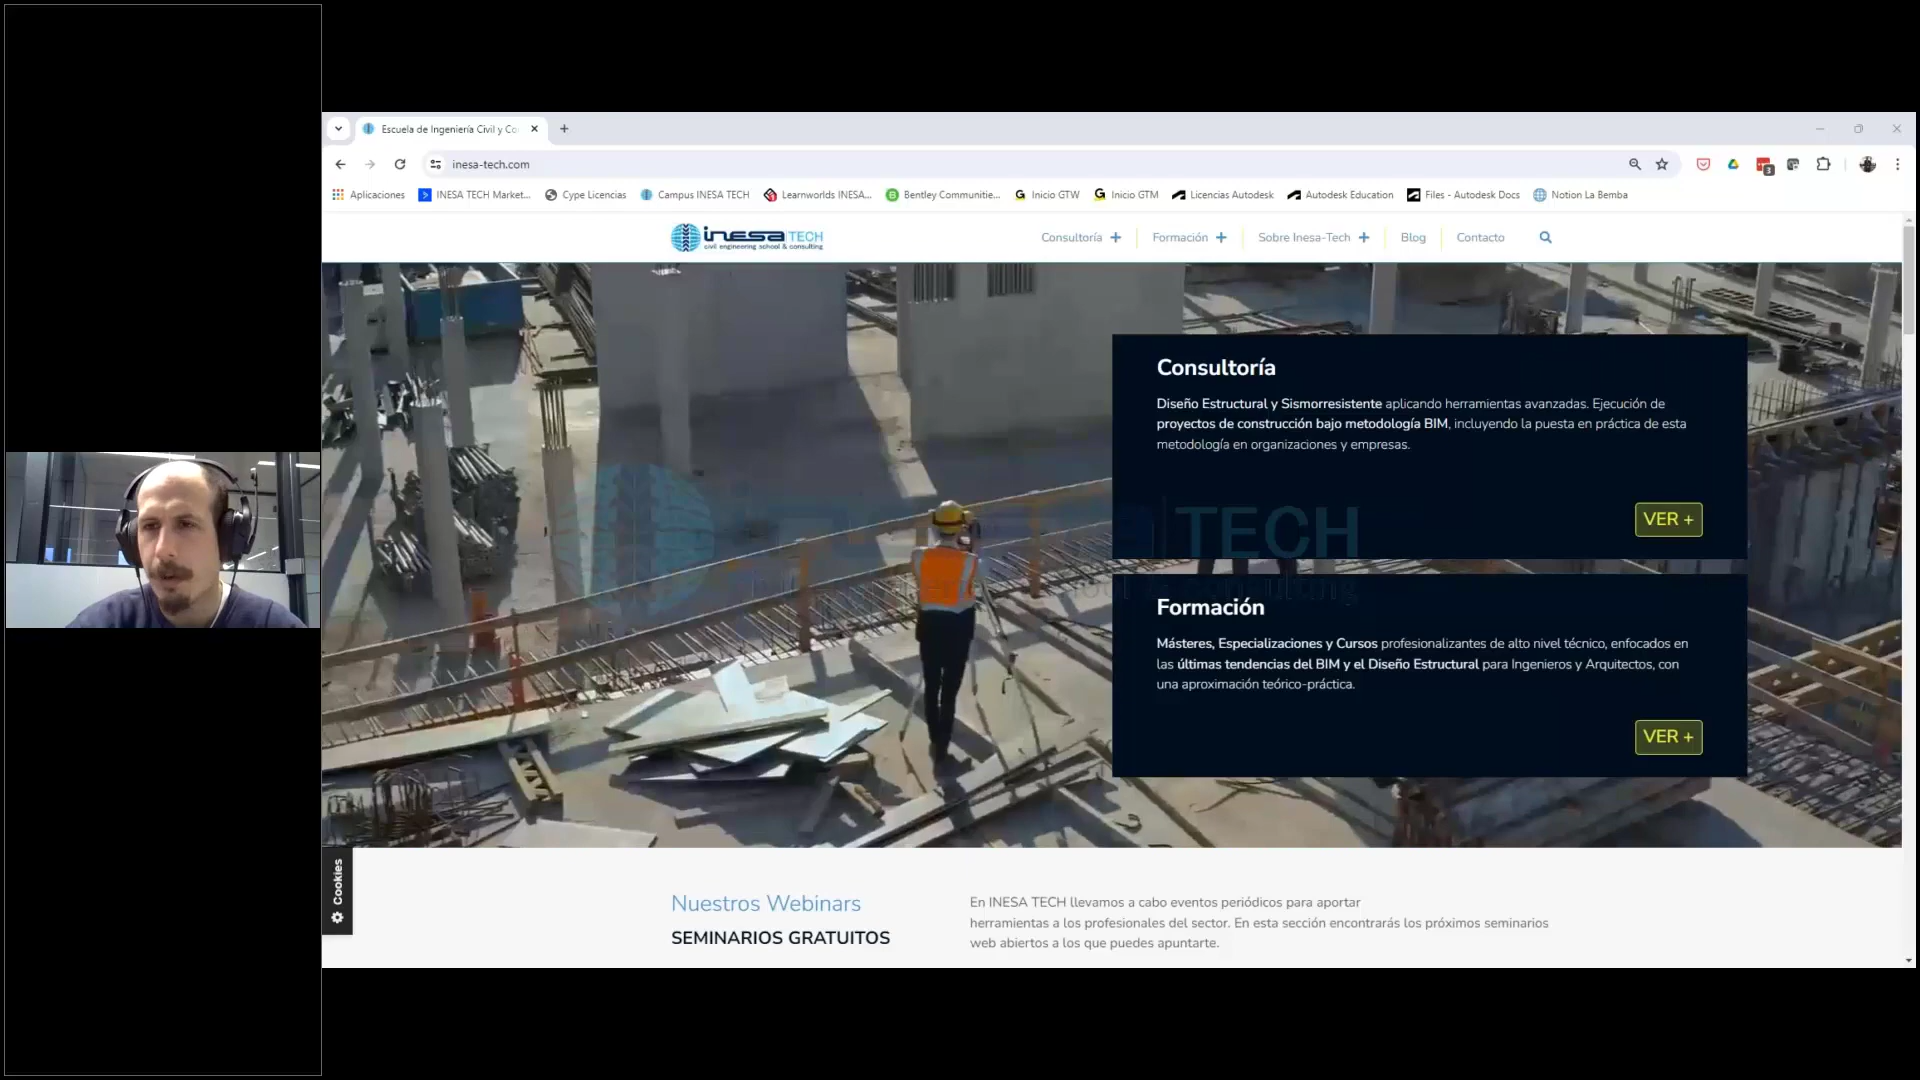 Escuela de Ingeniería Civil y Co
inesa-tech.com
Aplicaciones
INESA TECH Market...
Cype Licencias
Campus INESA TECH
Learnworlds INESA...
Bentley Communitie...
Inicio GTW
Inicio GTM
Licencias Autodesk
Autodesk Education
Files - Autodesk Docs
Notion La Bemba
3
inesa TECH
civil engineering school & consulting
Consultoría +
Formación +
Sobre Inesa-Tech +
Blog
Contacto
Consultoría
Diseño Estructural y Sismorresistente aplicando herramientas avanzadas. Ejecución de
proyectos de construcción bajo metodología BIM, incluyendo la puesta en práctica de esta
metodología en organizaciones y empresas.
VER +
TECH
consulting
Formación
Másteres, Especializaciones y Cursos profesionalizantes de alto nivel técnico, enfocados en
las últimas tendencias del BIM y el Diseño Estructural para Ingenieros y Arquitectos, con
una aproximación teórico-práctica.
VER +
Cookies
Nuestros Webinars
SEMINARIOS GRATUITOS
En INESA TECH llevamos a cabo eventos periódicos para aportar
herramientas a los profesionales del sector. En esta sección encontrarás los próximos seminarios
web abiertos a los que puedes apuntarte.